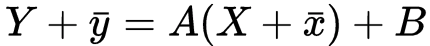 Y + ȳ = A(X + x̄) + B